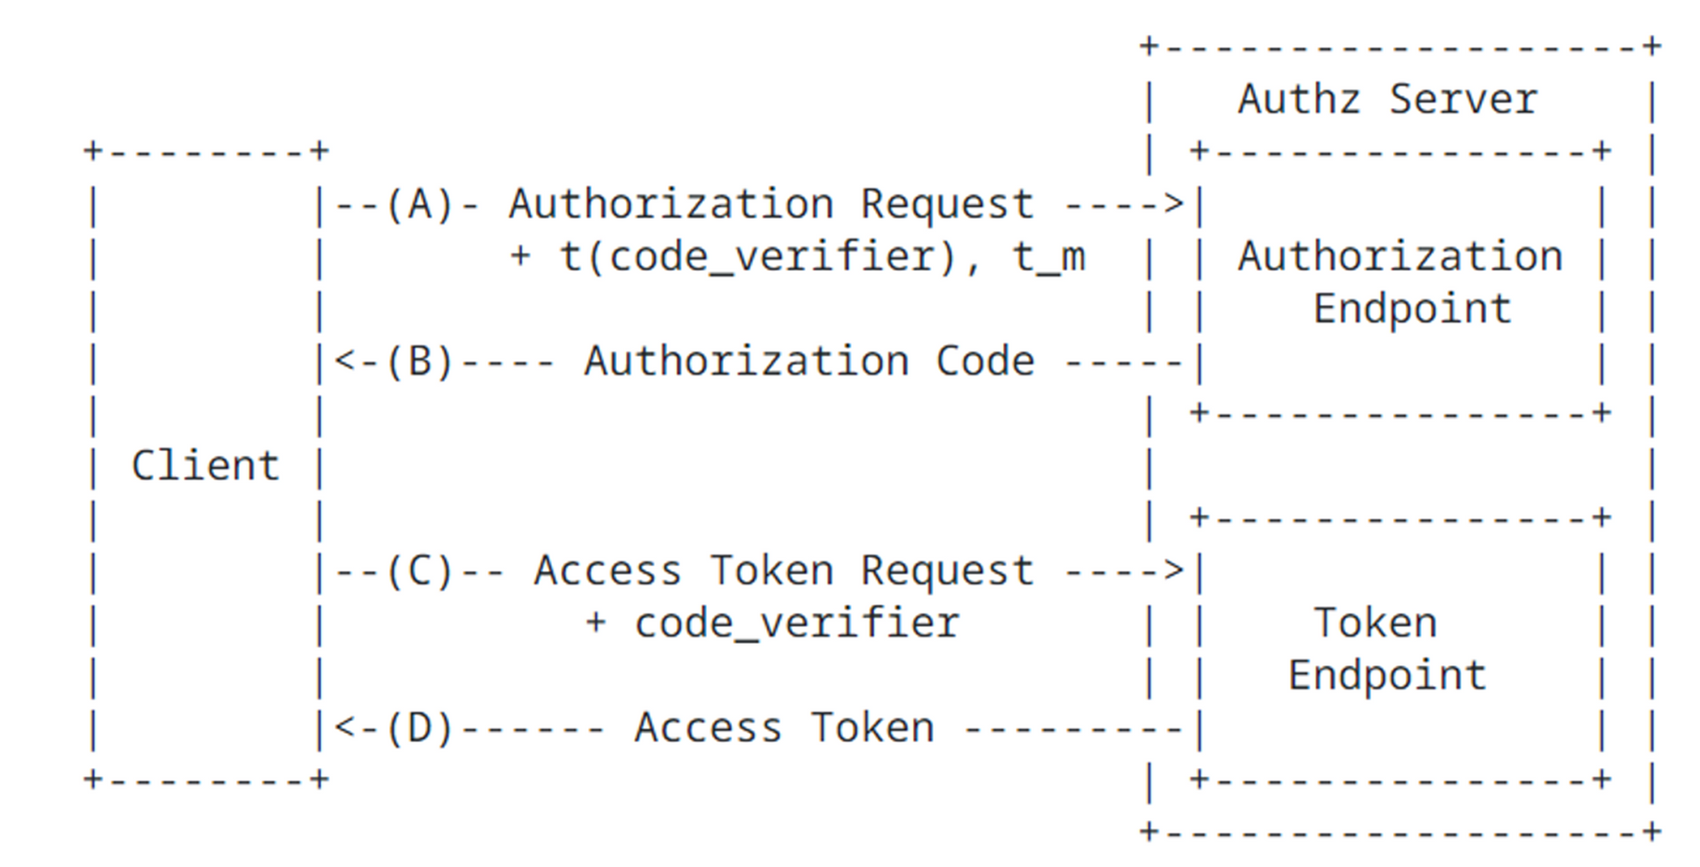 +-------------------+
|   Authz Server    |
+--------+                                | +---------------+ |
|        |--(A)- Authorization Request ---->|               | |
|        |       + t(code_verifier), t_m  | | Authorization | |
|        |                                | |    Endpoint   | |
|        |<-(B)---- Authorization Code -----|               | |
|        |                                | +---------------+ |
| Client |                                |                   |
|        |                                | +---------------+ |
|        |--(C)-- Access Token Request ---->|               | |
|        |          + code_verifier       | |    Token      | |
|        |                                | |   Endpoint    | |
|        |<-(D)------ Access Token ---------|               | |
+--------+                                | +---------------+ |
+-------------------+